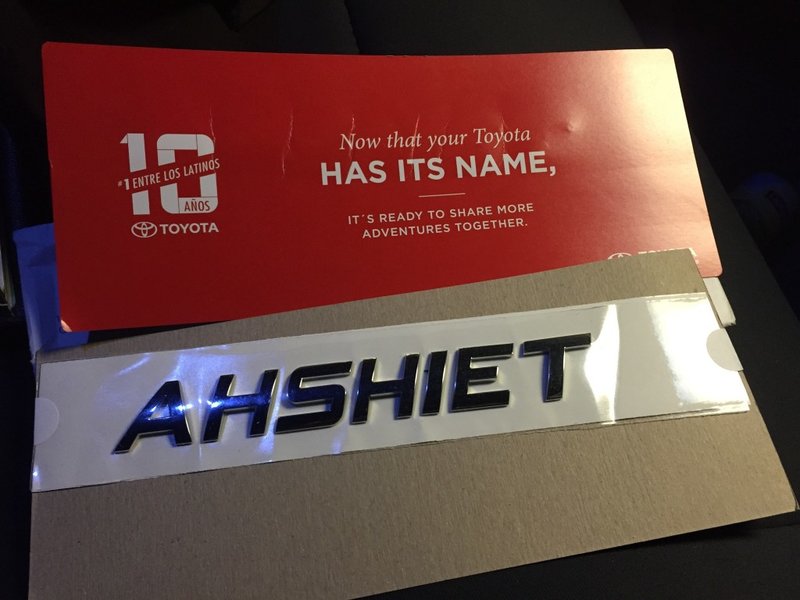 10
#1 ENTRE LOS LATINOS
AÑOS
TOYOTA
Now that your Toyota
HAS ITS NAME,
IT´S READY TO SHARE MORE
ADVENTURES TOGETHER.
AHSHIET